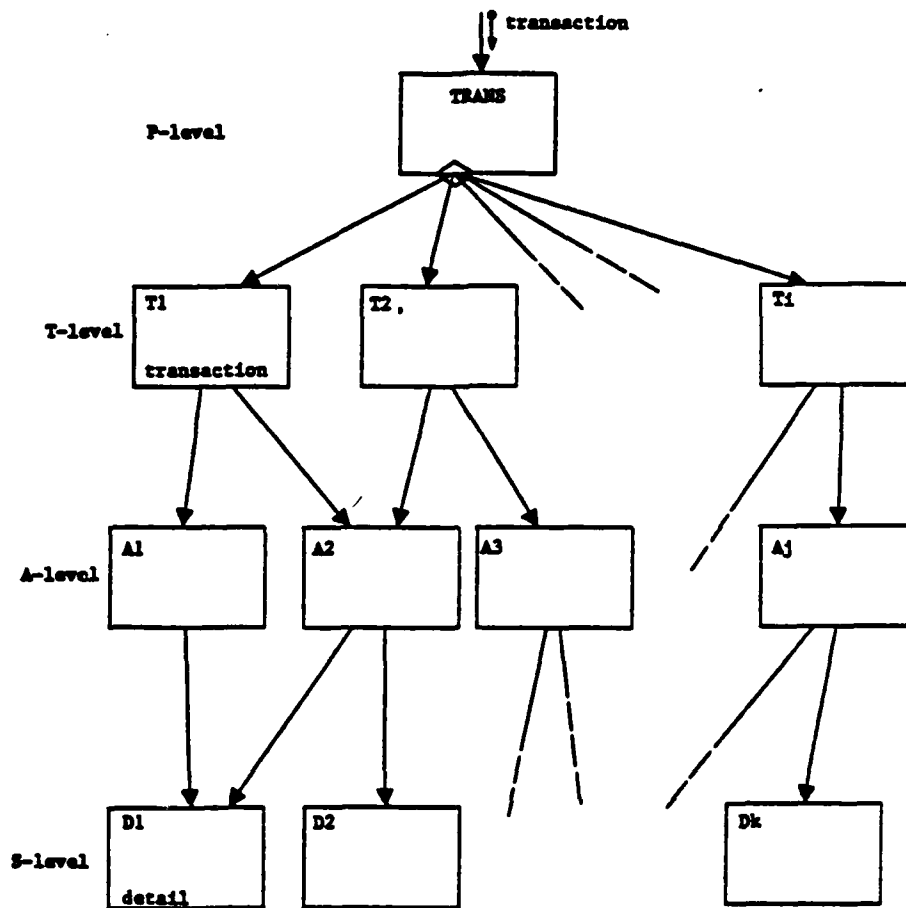 transaction
TRANS
P-level
T1
T2,
Ti
T-level
transaction
A1
A2
A3
Aj
A-level
D1
D2
Dk
S-level
detail